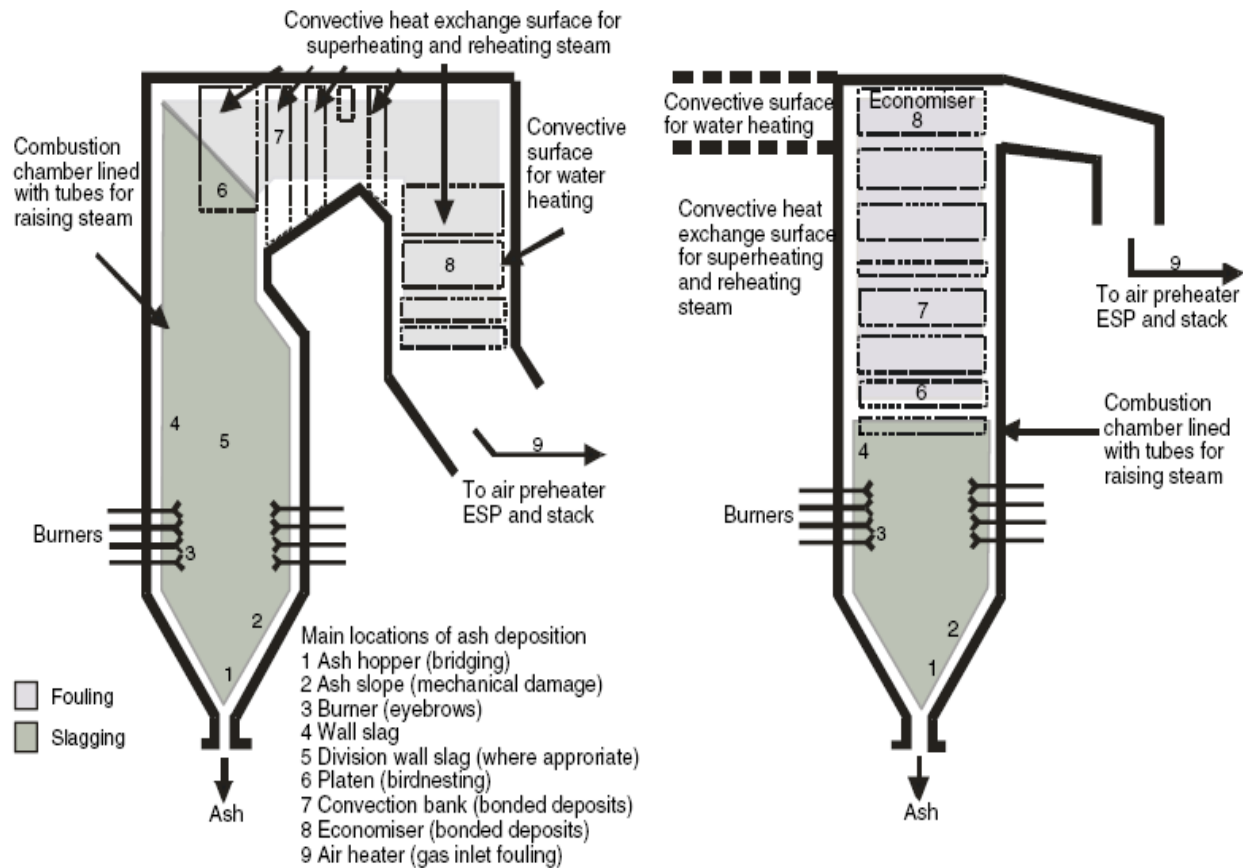 Convective heat exchange surface for
superheating and reheating steam
Combustion
chamber lined
with tubes for
raising steam
7
6
Convective
surface
for water
heating
8
4
5
9
To air preheater
ESP and stack
Burners
3
2
1
Ash
Fouling
Slagging
Main locations of ash deposition
1 Ash hopper (bridging)
2 Ash slope (mechanical damage)
3 Burner (eyebrows)
4 Wall slag
5 Division wall slag (where approriate)
6 Platen (birdnesting)
7 Convection bank (bonded deposits)
8 Economiser (bonded deposits)
9 Air heater (gas inlet fouling)
Convective surface
for water heating
Economiser
8
Convective heat
exchange surface
for superheating
and reheating
steam
9
To air preheater
ESP and stack
7
6
Combustion
chamber lined
with tubes for
raising steam
4
Burners
3
2
1
Ash